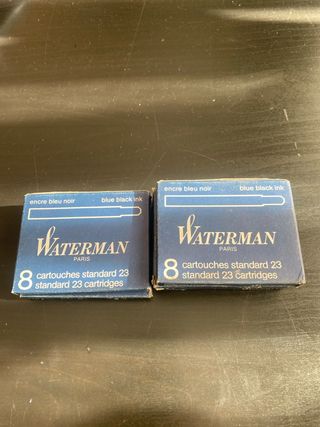 encre bleu noir blue black ink
WATERMAN
PARIS
8 cartouches standard 23
standard 23 cartridges
encre bleu noir blue black ink
WATERMAN
PARIS
8 cartouches standard 23
standard 23 cartridges